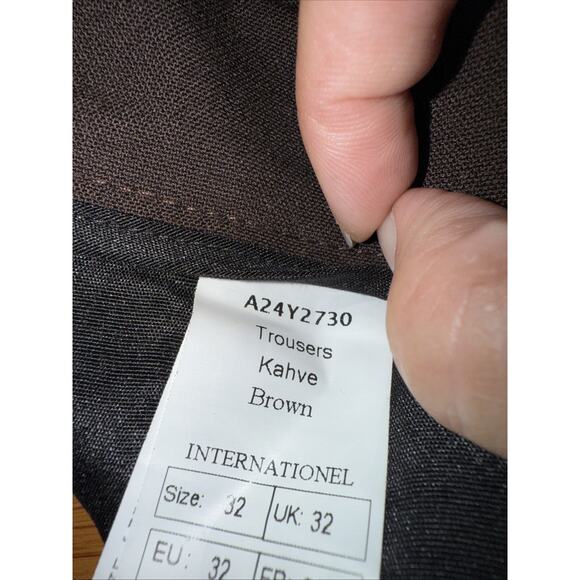 A24Y2730
Trousers
Kahve
Brown
INTERNATIONEL
Size: 32 UK: 32
EU: 32